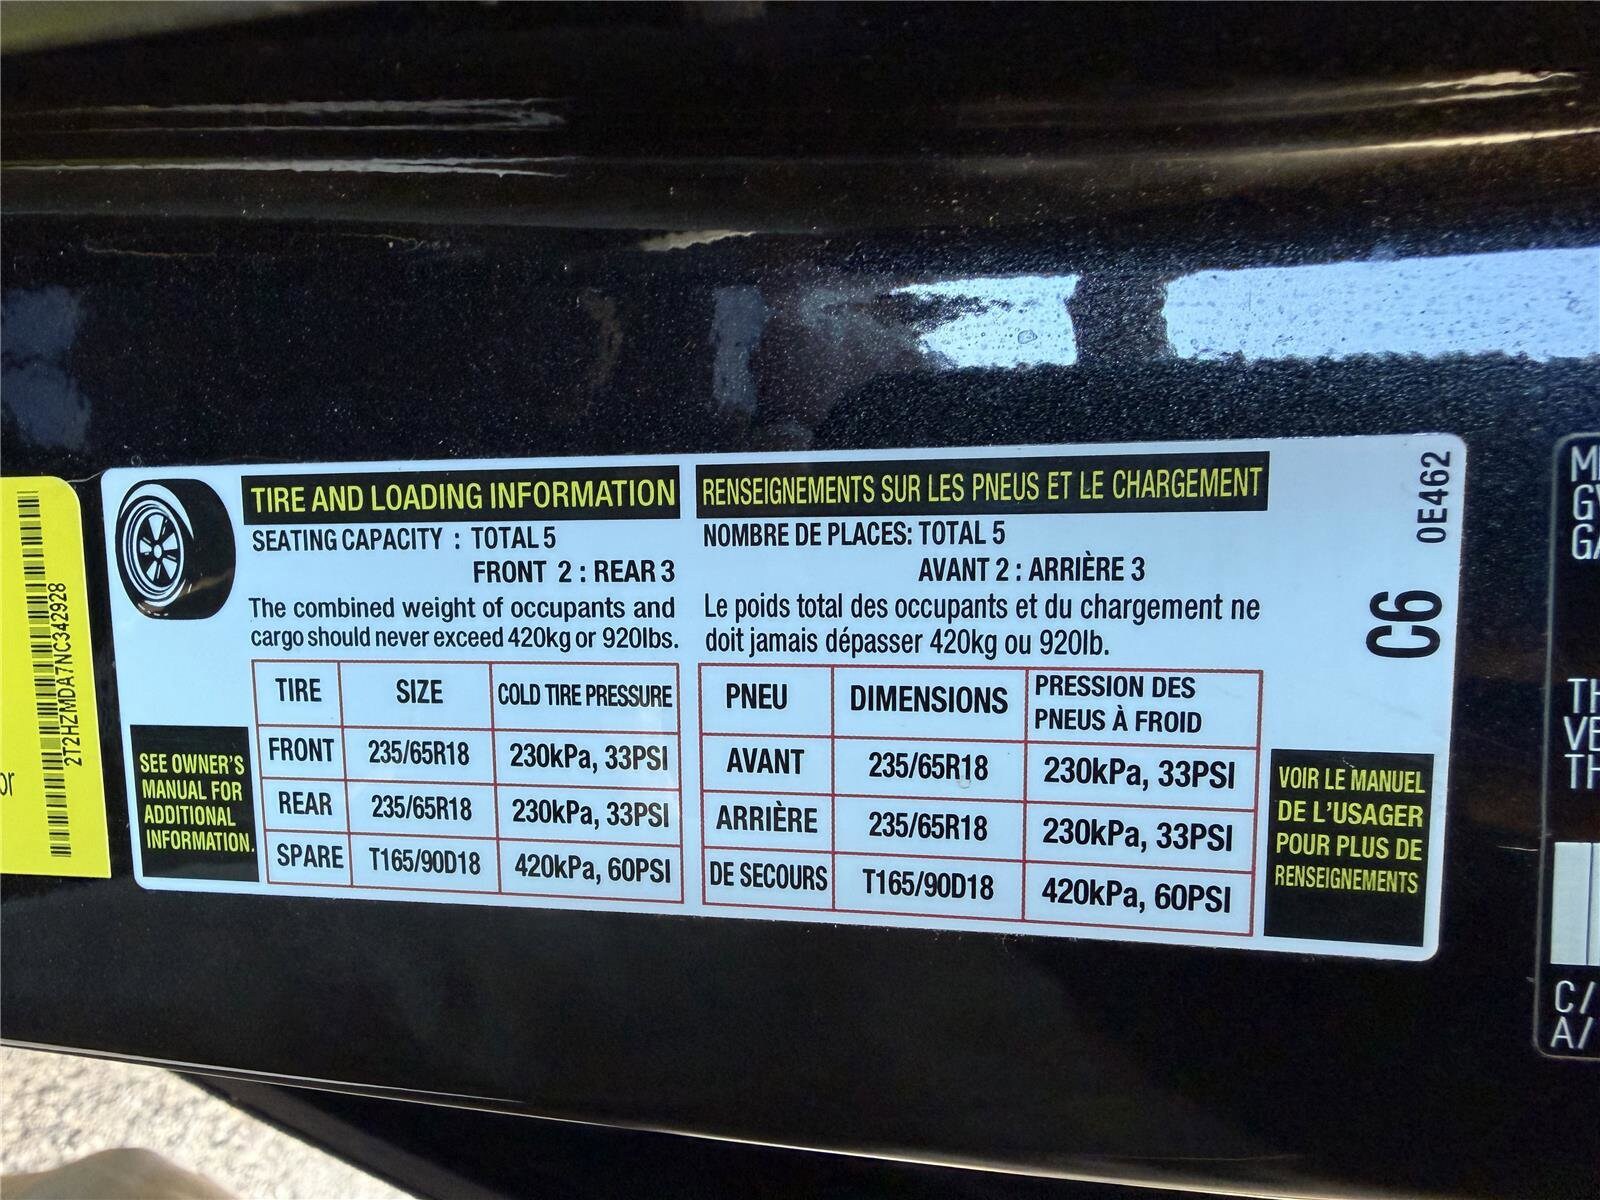 or
2T2HZMDA7NC342928
TIRE AND LOADING INFORMATION
SEATING CAPACITY : TOTAL 5
FRONT 2 : REAR 3
The combined weight of occupants and
cargo should never exceed 420kg or 920lbs.
TIRE SIZE COLD TIRE PRESSURE
FRONT 235/65R18 230kPa, 33PSI
REAR 235/65R18 230kPa, 33PSI
SPARE T165/90D18 420kPa, 60PSI
SEE OWNER'S
MANUAL FOR
ADDITIONAL
INFORMATION.
RENSEIGNEMENTS SUR LES PNEUS ET LE CHARGEMENT
NOMBRE DE PLACES: TOTAL 5
AVANT 2 : ARRIÈRE 3
Le poids total des occupants et du chargement ne
doit jamais dépasser 420kg ou 920lb.
PNEU DIMENSIONS PRESSION DES
PNEUS À FROID
AVANT 235/65R18 230kPa, 33PSI
ARRIÈRE 235/65R18 230kPa, 33PSI
DE SECOURS T165/90D18 420kPa, 60PSI
VOIR LE MANUEL
DE L'USAGER
POUR PLUS DE
RENSEIGNEMENTS
0E462
C6
C/
A/